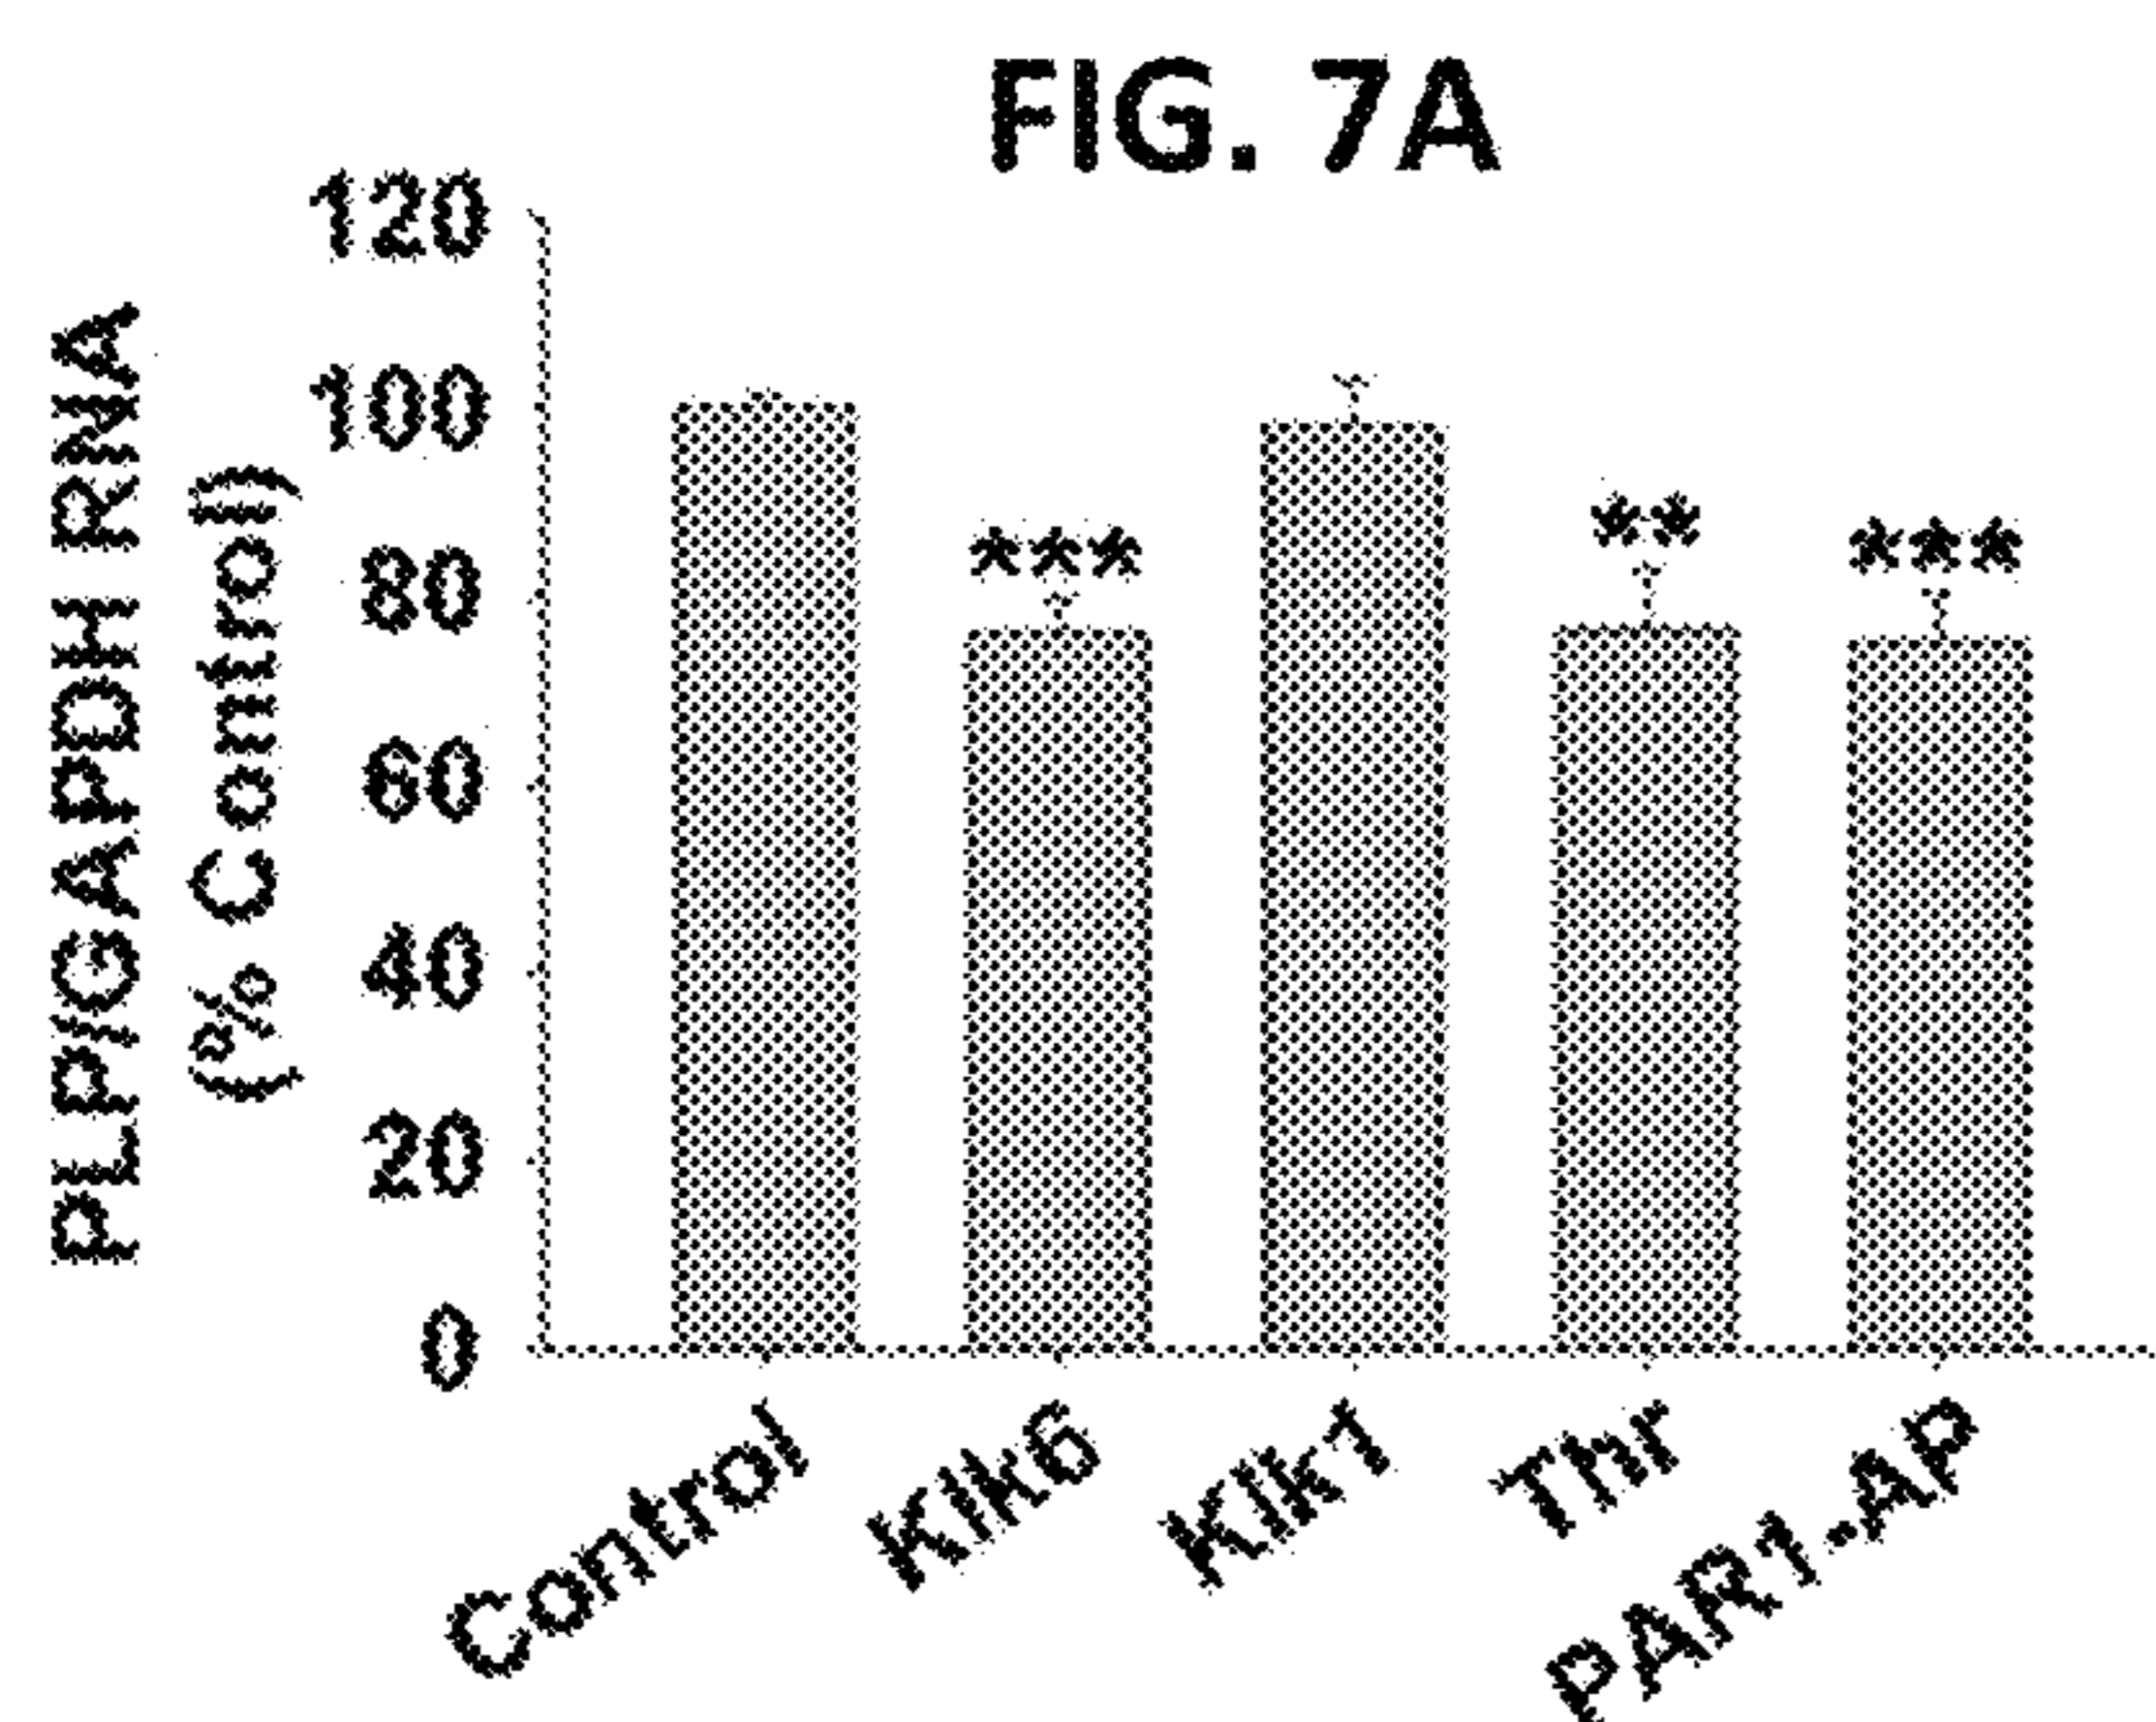 FIG. 7A
PLP/GAPDH RNA
(% Control)
120
100
80
60
40
20
0
***
**
***
Control
Klk6
Klk1
Thr
PAR1-AP